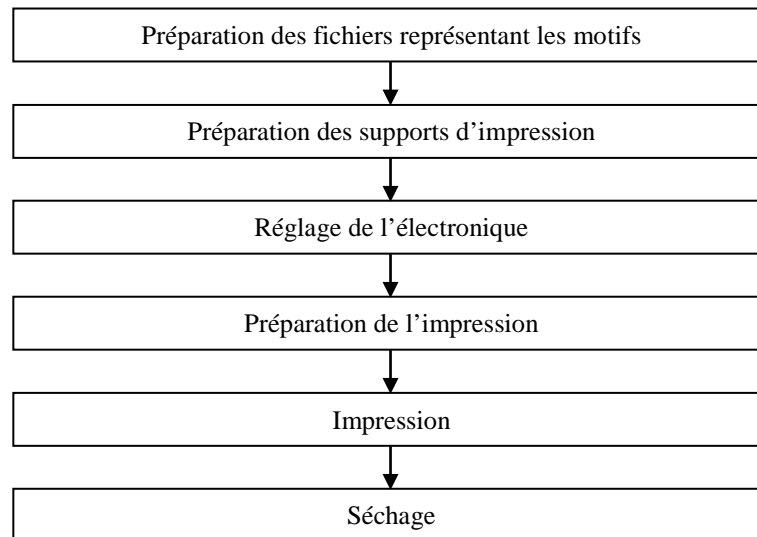 Préparation des fichiers représentant les motifs
Préparation des supports d’impression
Réglage de l’électronique
Préparation de l’impression
Impression
Séchage